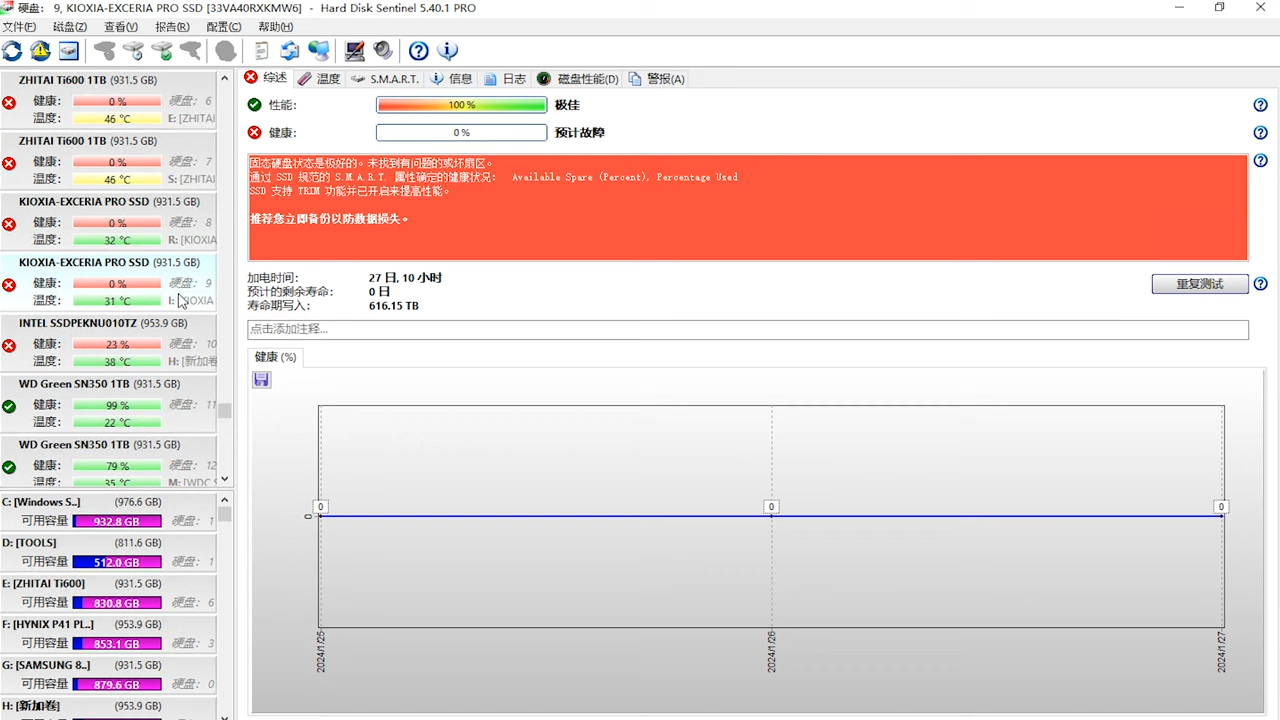 硬盘: 9, KIOXIA-EXCERIA PRO SSD [33VA40RXKMW6] - Hard Disk Sentinel 5.40.1 PRO
文件(F) 磁盘(Z) 查看(V) 报告(R) 配置(C) 帮助(H)
ZHITAI Ti600 1TB (931.5 GB)
健康: 0 % 硬盘: 6
温度: 46 °C E: [ZHITAI
ZHITAI Ti600 1TB (931.5 GB)
健康: 0 % 硬盘: 7
温度: 46 °C S: [ZHITAI
KIOXIA-EXCERIA PRO SSD (931.5 GB)
健康: 0 % 硬盘: 8
温度: 32 °C R: [KIOXIA
KIOXIA-EXCERIA PRO SSD (931.5 GB)
健康: 0 % 硬盘: 9
温度: 31 °C I: [KIOXIA
INTEL SSDPEKNU010TZ (953.9 GB)
健康: 23 % 硬盘: 10
温度: 38 °C H: [新加卷
WD Green SN350 1TB (931.5 GB)
健康: 99 % 硬盘: 11
温度: 22 °C
WD Green SN350 1TB (931.5 GB)
健康: 79 % 硬盘: 12
温度: 35 °C M: [WDC S
C: [Windows S..] (976.6 GB)
可用容量 932.8 GB 硬盘: 1
D: [TOOLS] (811.6 GB)
可用容量 512.0 GB 硬盘: 1
E: [ZHITAI Ti600] (931.5 GB)
可用容量 830.8 GB 硬盘: 6
F: [HYNIX P41 PL..] (953.9 GB)
可用容量 853.1 GB 硬盘: 3
G: [SAMSUNG 8..] (931.5 GB)
可用容量 879.6 GB 硬盘: 0
H: [新加卷] (953.9 GB)
综述 温度 S.M.A.R.T. 信息 日志 磁盘性能(D) 警报(A)
性能: 100 % 极佳
健康: 0 % 预计故障
固态硬盘状态是极好的。未找到有问题的或坏扇区。
通过 SSD 规范的 S.M.A.R.T. 属性确定的健康状况: Available Spare (Percent), Percentage Used
SSD 支持 TRIM 功能并已开启来提高性能。
推荐您立即备份以防数据损失。
加电时间: 27 日, 10 小时
预计的剩余寿命: 0 日
寿命期写入: 616.15 TB
重复测试
点击添加注释...
健康 (%)
0 0 0
0
2024/1/25 2024/1/26 2024/1/27